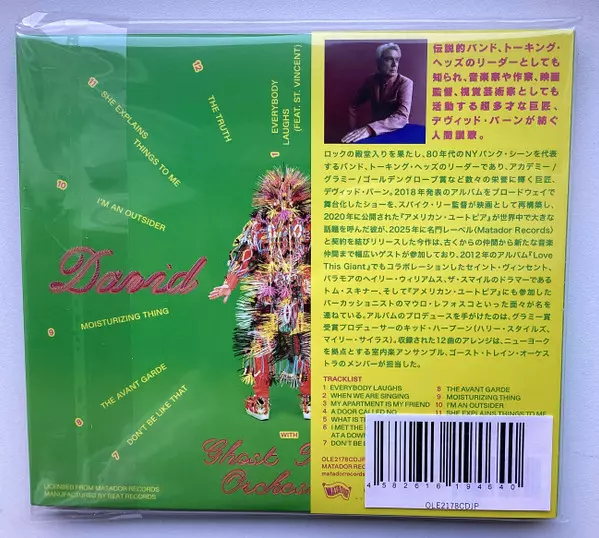 11
SHE EXPLAINS
THINGS TO ME
12
THE TRUTH
1
EVERYBODY
LAUGHS
(FEAT. ST. VINCENT)
10
I'M AN OUTSIDER
David
9
MOISTURIZING THING
8
THE AVANT GARDE
7
DON'T BE LIKE THAT
WITH
Ghost
LICENSED FROM MATADOR RECORDS
MANUFACTURED BY BEAT RECORDS
伝説的バンド、トーキング・
ヘッズのリーダーとしても
知られ、音楽家や作家、映画
監督、視覚芸術家としても
活動する超多才な巨匠、
デヴィッド・バーンが紡ぐ
人間讃歌。
ロックの殿堂入りを果たし、80年代のNYパンク・シーンを代表
するバンド、トーキング・ヘッズのリーダーであり、アカデミー/
グラミー/ゴールデングローブ賞など数々の栄誉に輝く巨匠、
デヴィッド・バーン。2018年発表のアルバムをブロードウェイで
舞台化したショーを、スパイク・リー監督が映画として再構築し、
2020年に公開された『アメリカン・ユートピア』が世界中で大きな
話題を呼んだ彼が、2025年に名門レーベル〈Matador Records〉
と契約を結びリリースした今作は、古くからの仲間から新たな音楽
仲間まで幅広いゲストが参加しており、2012年のアルバム『Love
This Giant』でもコラボレーションしたセイント・ヴィンセント、
パラモアのヘイリー・ウィリアムス、ザ・スマイルのドラマーである
トム・スキナー、そして『アメリカン・ユートピア』にも参加した
パーカッショニストのマウロ・レフォスコといった面々が名を
連ねている。アルバムのプロデュースを手がけたのは、グラミー賞
受賞プロデューサーのキッド・ハープーン(ハリー・スタイルズ、
マイリー・サイラス)。収録された12曲のアレンジは、ニューヨーク
を拠点とする室内楽アンサンブル、ゴースト・トレイン・オーケス
トラのメンバーが担当した。
TRACKLIST
1 EVERYBODY LAUGHS
2 WHEN WE ARE SINGING
3 MY APARTMENT IS MY FRIEND
4 A DOOR CALLED NO
5 WHAT IS T
6 I MET THE
AT A DOW
7 DON'T BE L
8 THE AVANT GARDE
9 MOISTURIZING THING
10 I'M AN OUTSIDER
11 SHE EXPLAINS THINGS TO ME
OLE2178CDJP
MATADOR REC
matadorrecords
MATADOR
4 582616 194640
OLE2178CDJP